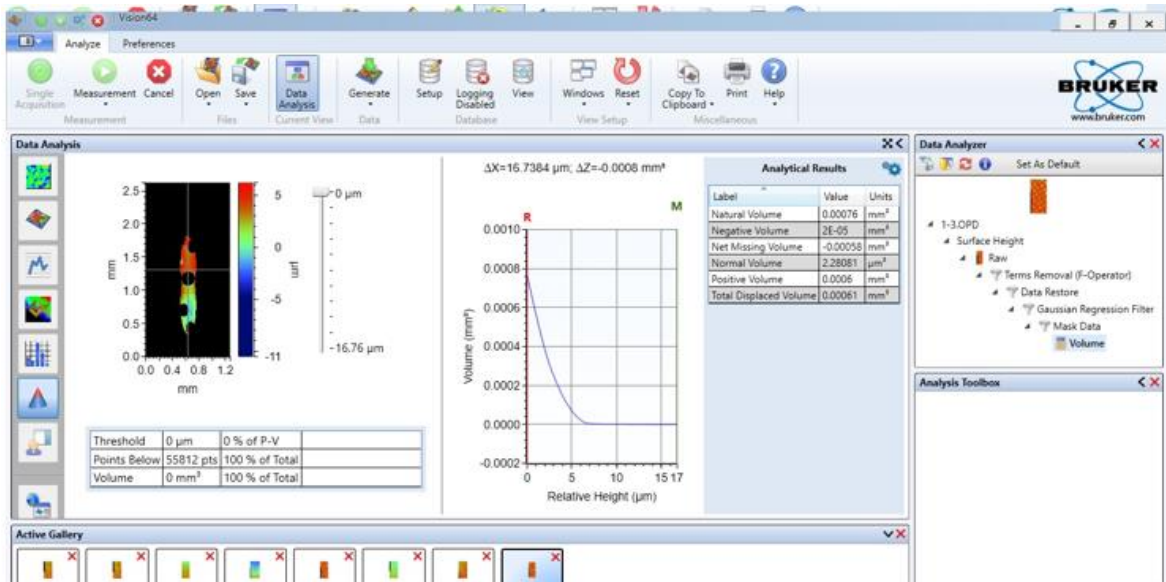 Vision64
Analyze Preferences
Single Acquisition
Measurement
Cancel
Open
Save
Data Analysis
Generate
Setup
Logging Disabled
View
Windows
Reset
Copy To Clipboard
Print
Help
Measurement
Files
Current View
Data
Database
View Setup
Miscellaneous
BRUKER
www.bruker.com
Data Analysis
2.5
2.0
1.5
1.0
0.5
0.0
mm
0.0 0.4 0.8 1.2
mm
5
0
-5
-11
µm
0 µm
-16.76 µm
Threshold 0 µm 0 % of P-V
Points Below 55812 pts 100 % of Total
Volume 0 mm³ 100 % of Total
ΔX=16.7384 µm; ΔZ=-0.0008 mm³
R
M
0.0010
0.0008
0.0006
0.0004
0.0002
0.0000
-0.0002
Volume (mm³)
0 5 10 15 17
Relative Height (µm)
Analytical Results
Label Value Units
Natural Volume 0.00076 mm³
Negative Volume 2E-05 mm³
Net Missing Volume -0.00058 mm³
Normal Volume 2.28081 µm³
Positive Volume 0.0006 mm³
Total Displaced Volume 0.00061 mm³
Data Analyzer
Set As Default
1-3.OPD
Surface Height
Raw
Terms Removal (F-Operator)
Data Restore
Gaussian Regression Filter
Mask Data
Volume
Analysis Toolbox
Active Gallery